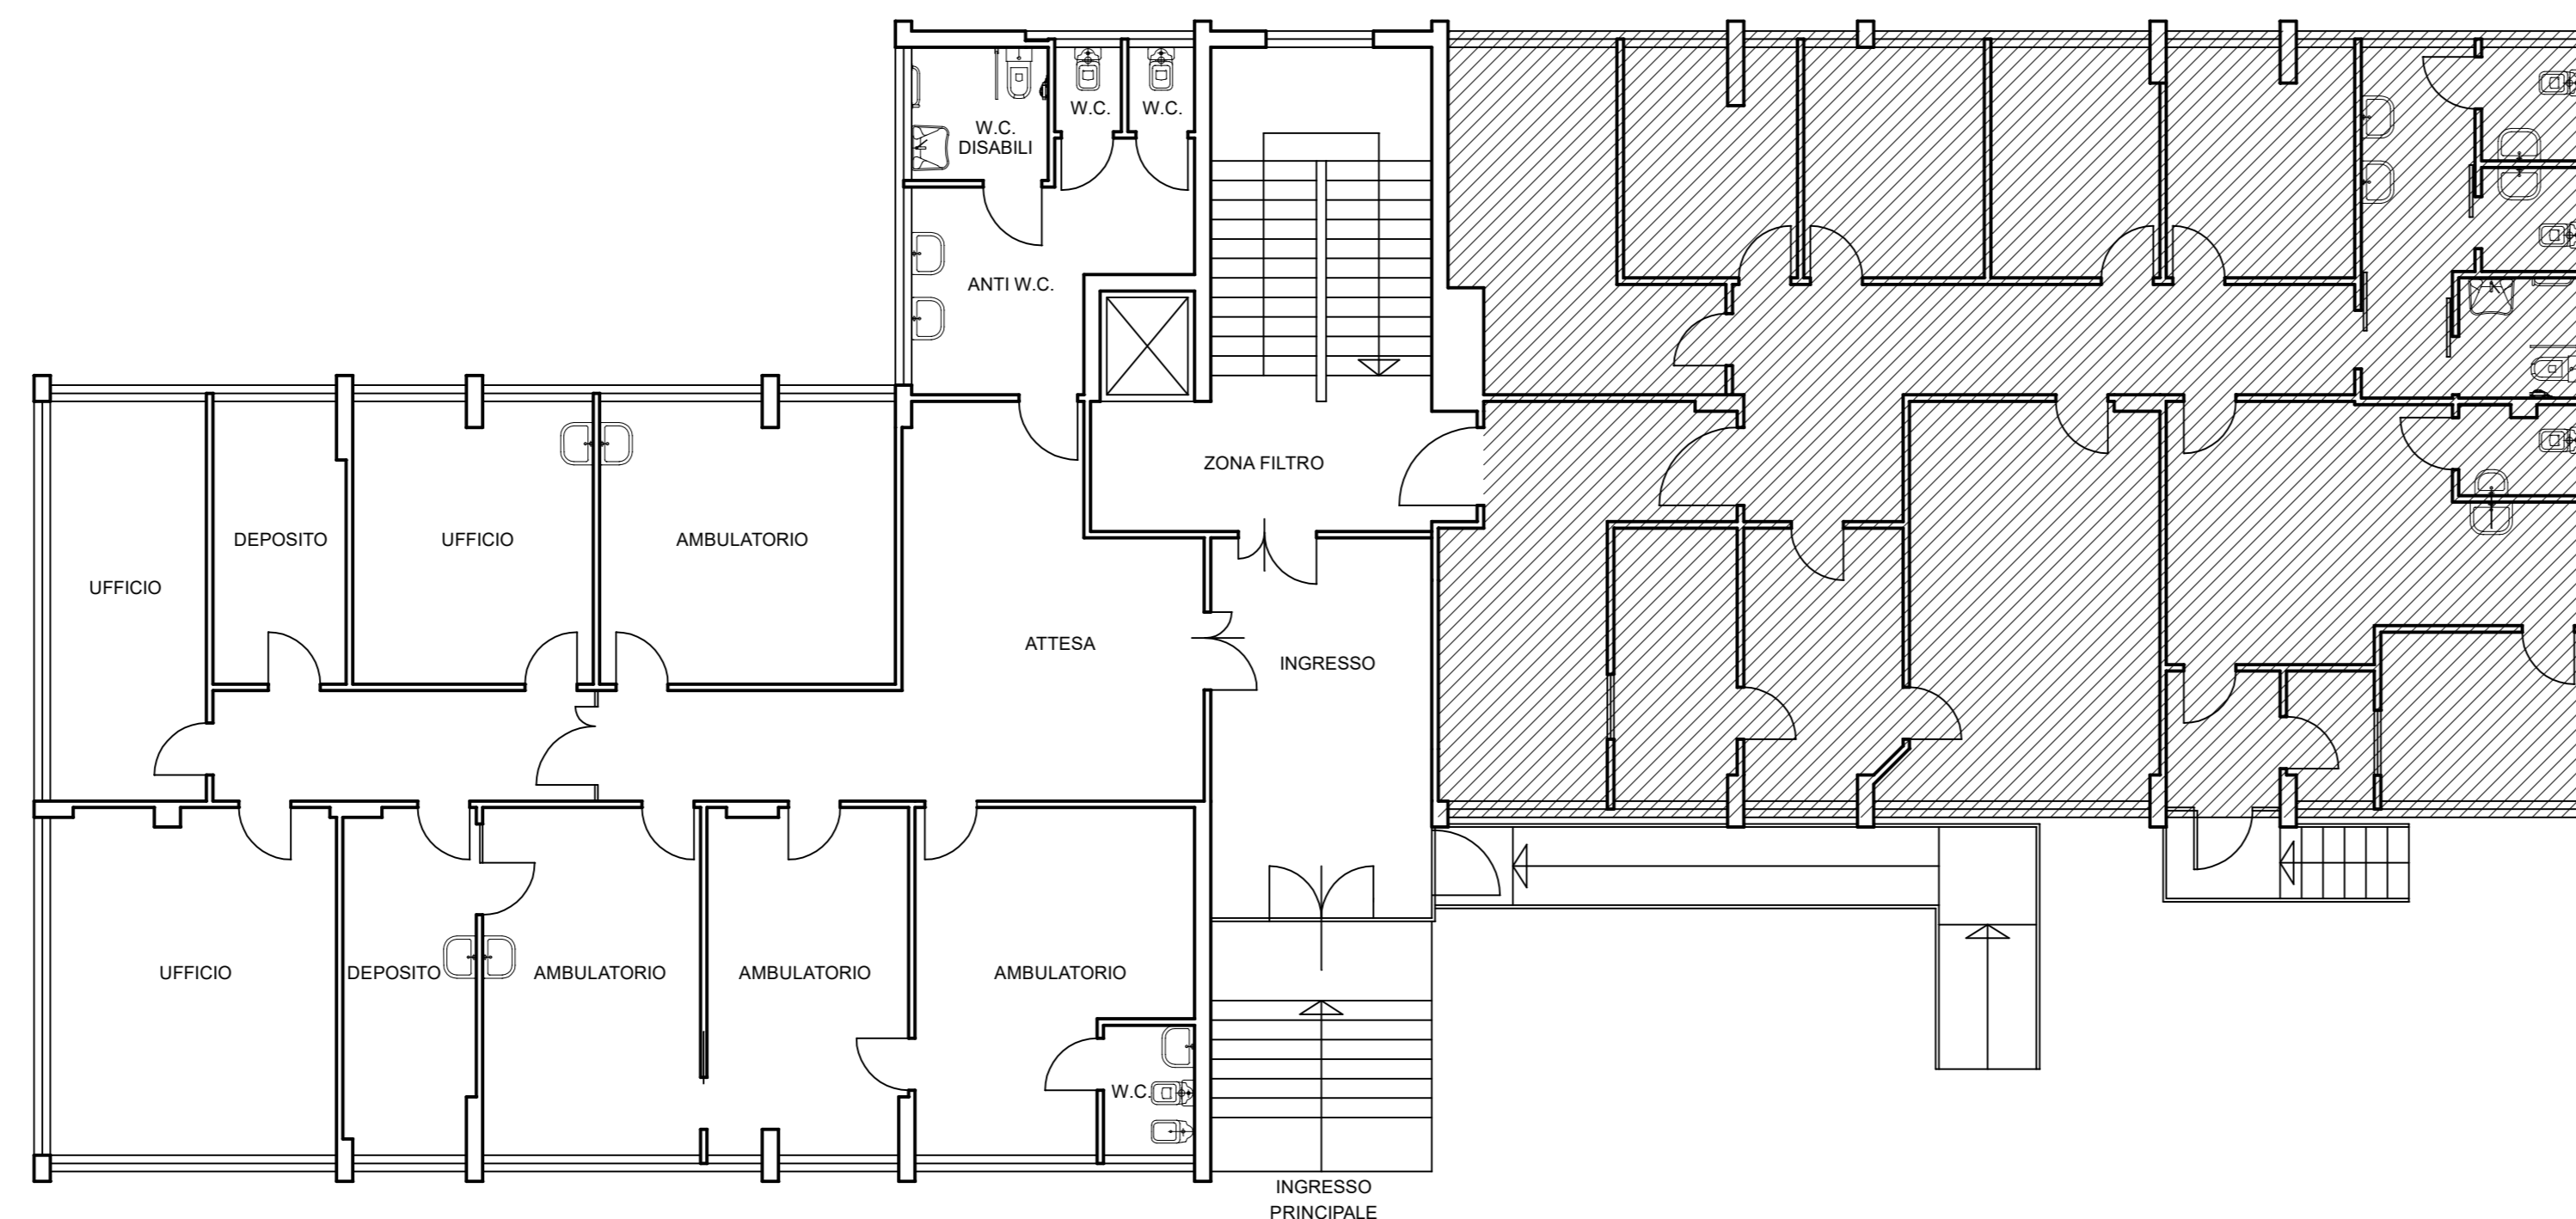 W.C.
W.C.
W.C.
DISABILI
ANTI W.C.
ZONA FILTRO
DEPOSITO
UFFICIO
AMBULATORIO
UFFICIO
ATTESA
INGRESSO
UFFICIO
DEPOSITO
AMBULATORIO
AMBULATORIO
AMBULATORIO
W.C.
INGRESSO
PRINCIPALE